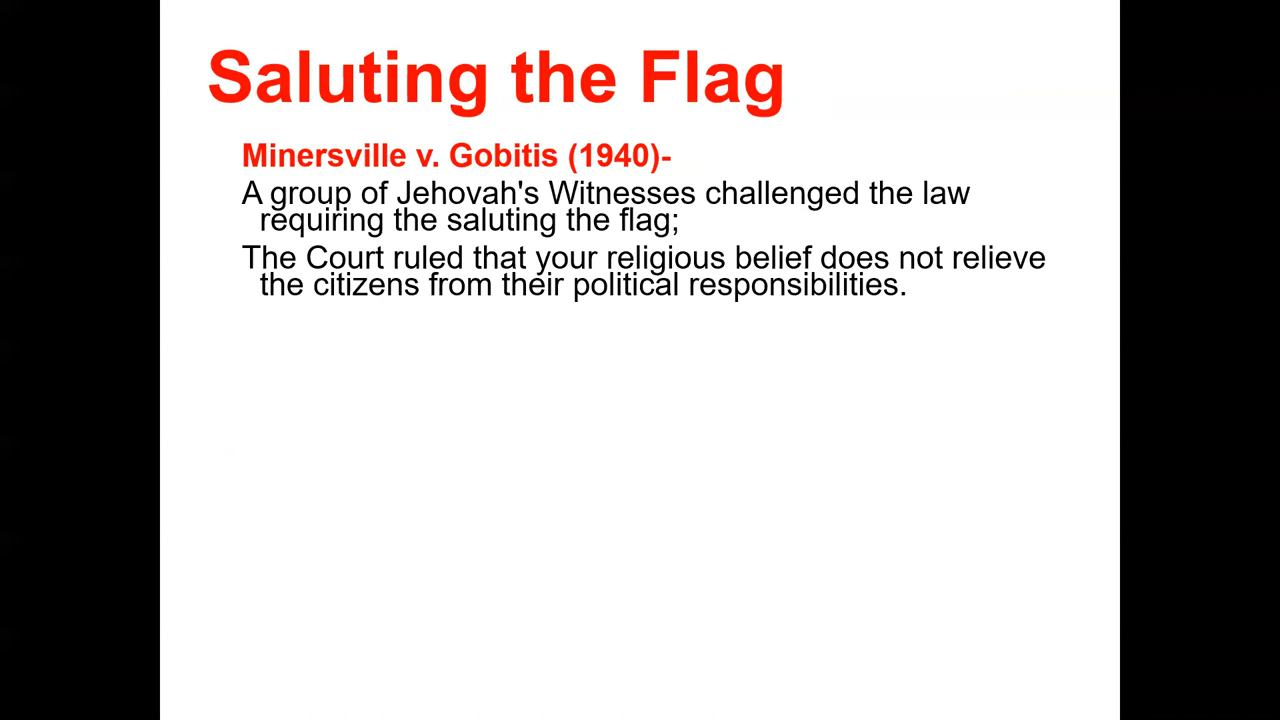 Saluting the Flag
Minersville v. Gobitis (1940)-
A group of Jehovah's Witnesses challenged the law
requiring the saluting the flag;
The Court ruled that your religious belief does not relieve
the citizens from their political responsibilities.